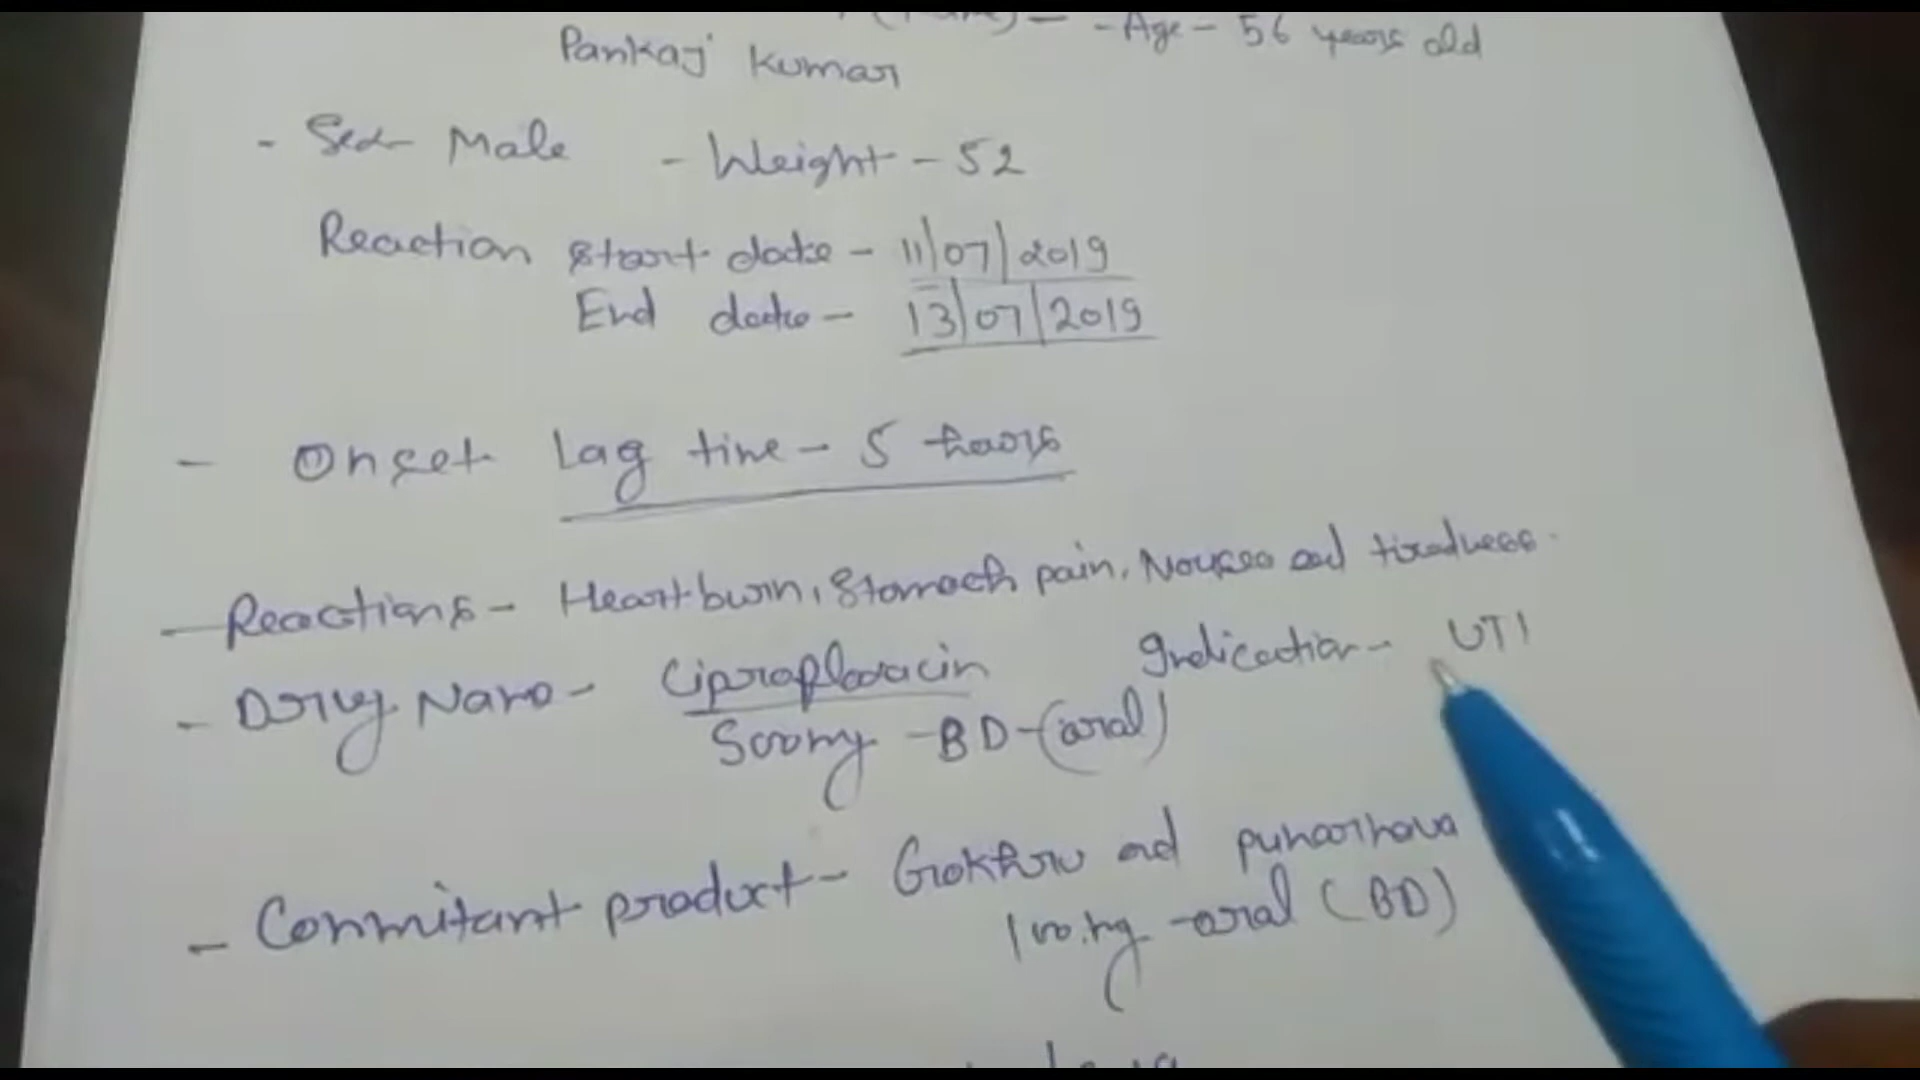 - Age - 56 years old
Pankaj Kumar
- Sex- Male - Weight - 52
Reaction start date - 11/07/2019
End date - 13/07/2019
- Onset lag time - 5 hours
- Reactions - Heartburn, Stomach pain, Nousea and tiredness.
- Drug Name - Ciprofloxacin Indication - UTI
500mg - BD - (oral)
- Conmitant product - Gokhru and punarnava
100mg - oral (BD)